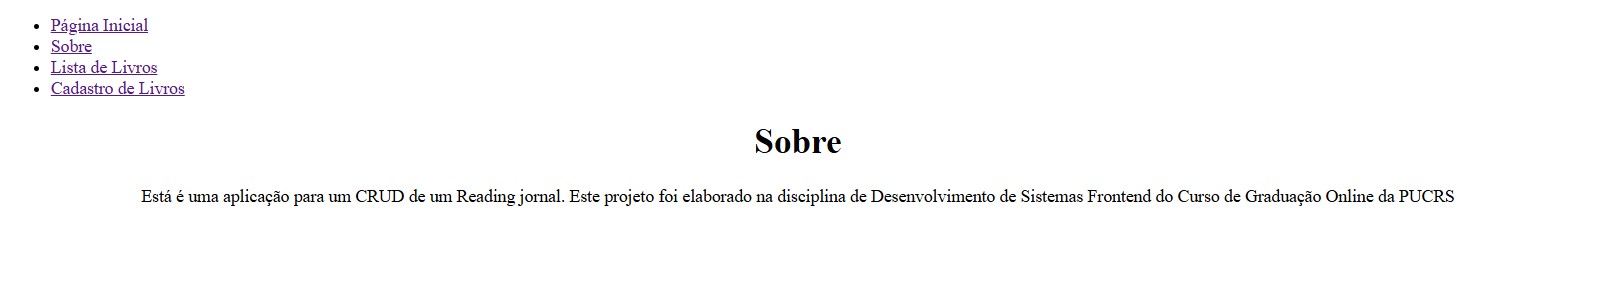 Página Inicial
Sobre
Lista de Livros
Cadastro de Livros
Sobre
Está é uma aplicação para um CRUD de um Reading jornal. Este projeto foi elaborado na disciplina de Desenvolvimento de Sistemas Frontend do Curso de Graduação Online da PUCRS